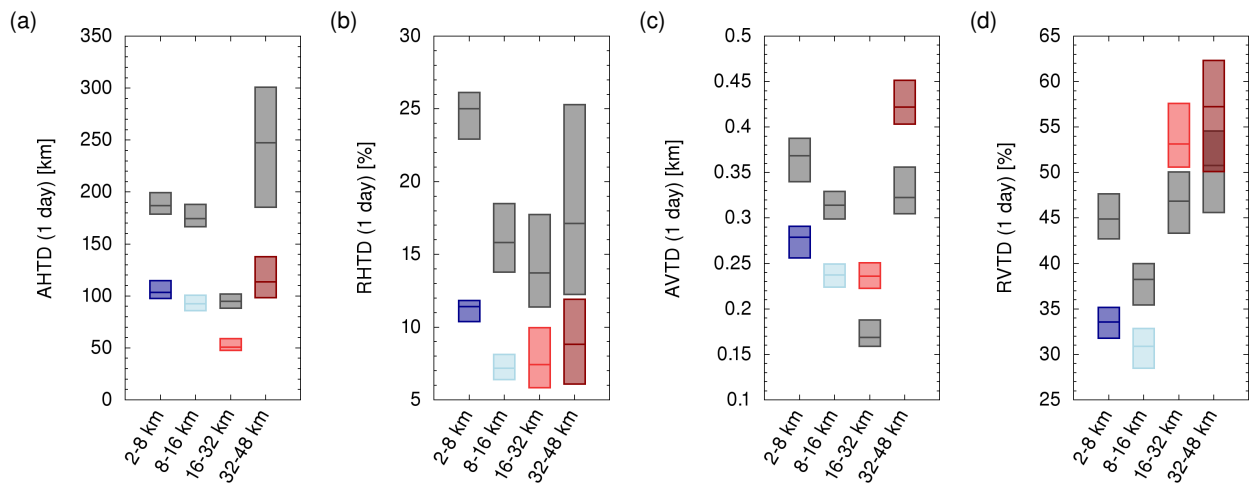 (a)
AHTD (1 day) [km]
350
300
250
200
150
100
50
0
2-8 km
8-16 km
16-32 km
32-48 km
(b)
RHTD (1 day) [%]
30
25
20
15
10
5
2-8 km
8-16 km
16-32 km
32-48 km
(c)
AVTD (1 day) [km]
0.5
0.45
0.4
0.35
0.3
0.25
0.2
0.15
0.1
2-8 km
8-16 km
16-32 km
32-48 km
(d)
RVTD (1 day) [%]
65
60
55
50
45
40
35
30
25
2-8 km
8-16 km
16-32 km
32-48 km